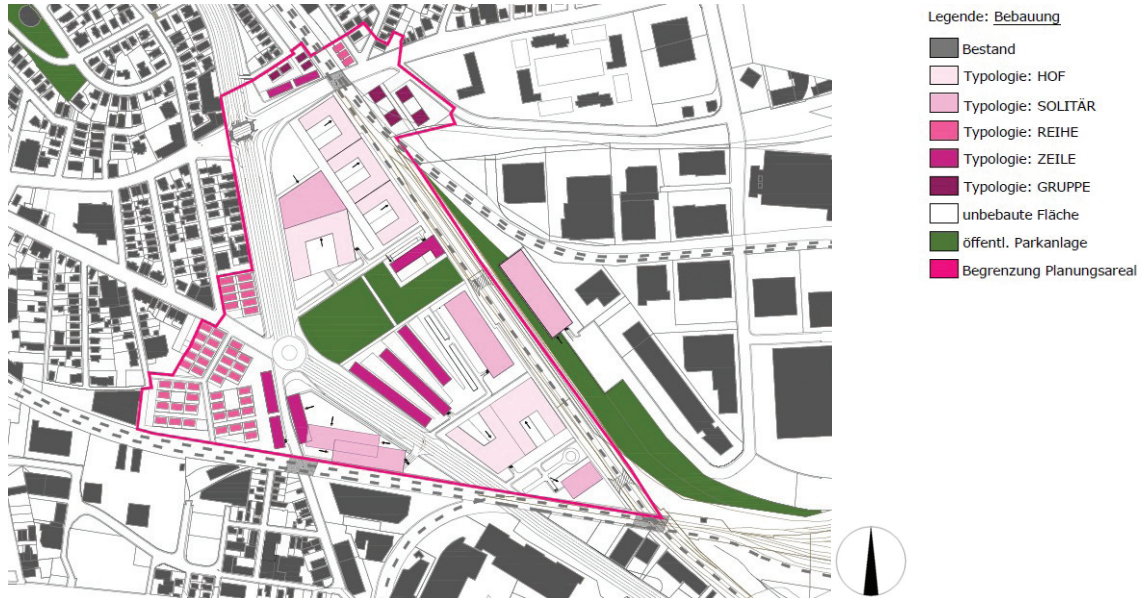 Legende: Bebauung
Bestand
Typologie: HOF
Typologie: SOLITÄR
Typologie: REIHE
Typologie: ZEILE
Typologie: GRUPPE
unbebaute Fläche
öffentl. Parkanlage
Begrenzung Planungsareal